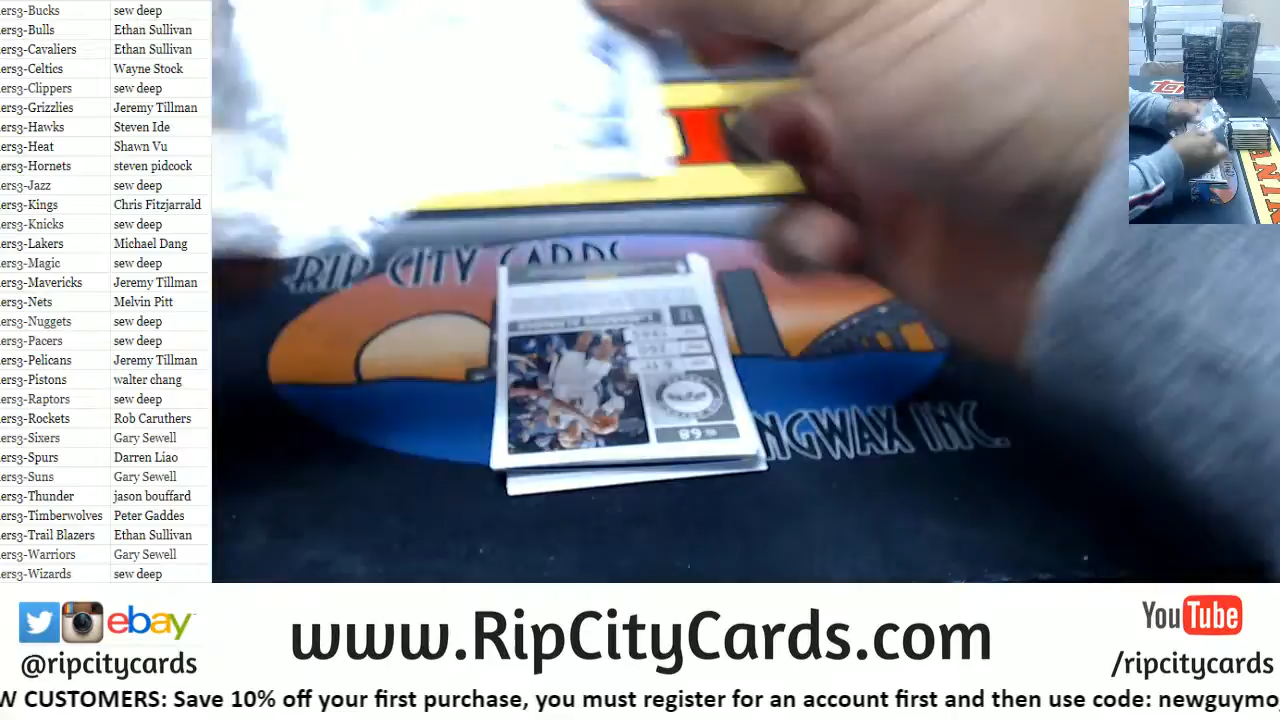 ers3-Bucks sew deep
ers3-Bulls Ethan Sullivan
ers3-Cavaliers Ethan Sullivan
ers3-Celtics Wayne Stock
ers3-Clippers sew deep
ers3-Grizzlies Jeremy Tillman
ers3-Hawks Steven Ide
ers3-Heat Shawn Vu
ers3-Hornets steven pidcock
ers3-Jazz sew deep
ers3-Kings Chris Fitzjarrald
ers3-Knicks sew deep
ers3-Lakers Michael Dang
ers3-Magic sew deep
ers3-Mavericks Jeremy Tillman
ers3-Nets Melvin Pitt
ers3-Nuggets sew deep
ers3-Pacers sew deep
ers3-Pelicans Jeremy Tillman
ers3-Pistons walter chang
ers3-Raptors sew deep
ers3-Rockets Rob Caruthers
ers3-Sixers Gary Sewell
ers3-Spurs Darren Liao
ers3-Suns Gary Sewell
ers3-Thunder jason bouffard
ers3-Timberwolves Peter Gaddes
ers3-Trail Blazers Ethan Sullivan
ers3-Warriors Gary Sewell
ers3-Wizards sew deep
RIP CITY CARDS
NGWAX INC.
89
ebay
@ripcitycards
www.RipCityCards.com
YouTube
/ripcitycards
W CUSTOMERS: Save 10% off your first purchase, you must register for an account first and then use code: newguymo